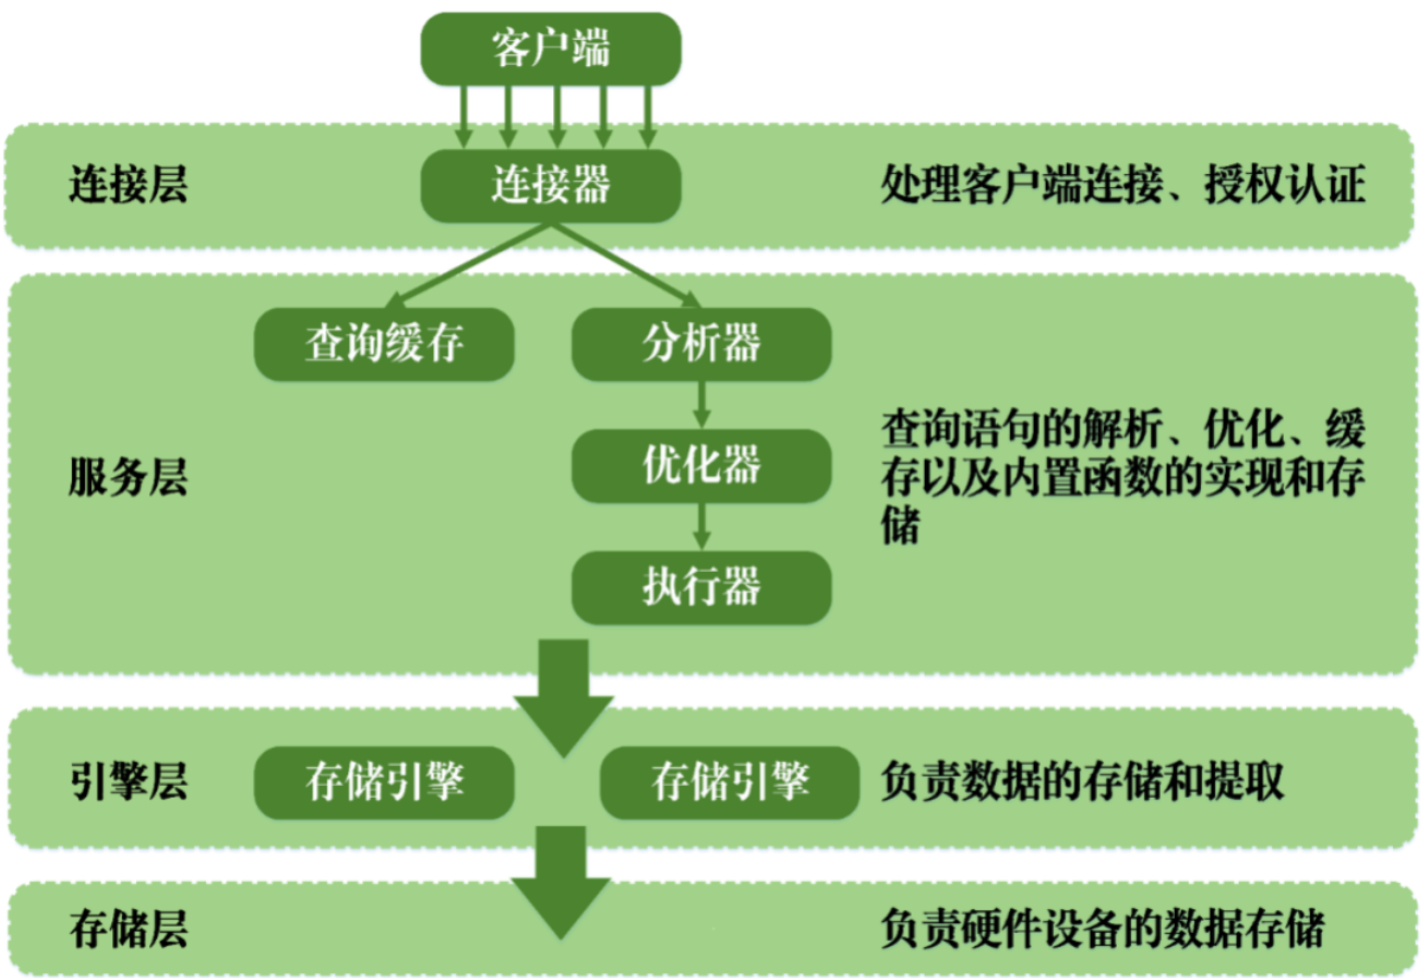 客户端
连接层
连接器
处理客户端连接、授权认证
查询缓存
分析器
服务层
优化器
执行器
查询语句的解析、优化、缓
存以及内置函数的实现和存
储
引擎层
存储引擎
存储引擎
负责数据的存储和提取
存储层
负责硬件设备的数据存储